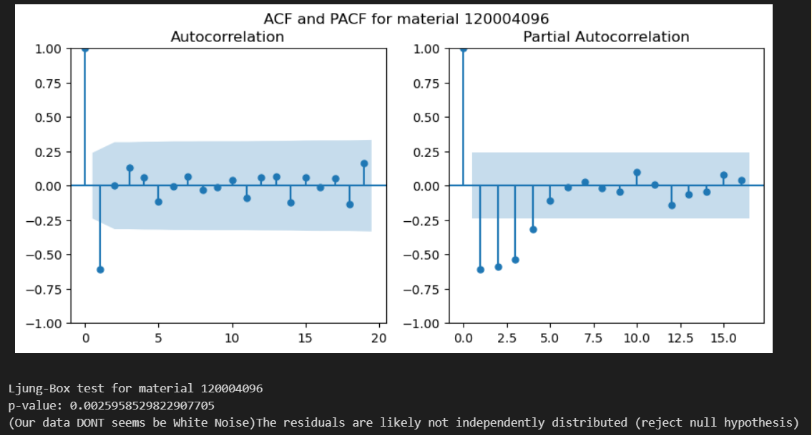 ACF and PACF for material 120004096
Autocorrelation
1.00
0.75
0.50
0.25
0.00
−0.25
−0.50
−0.75
−1.00
0 5 10 15 20
Partial Autocorrelation
1.00
0.75
0.50
0.25
0.00
−0.25
−0.50
−0.75
−1.00
0.0 2.5 5.0 7.5 10.0 12.5 15.0
Ljung-Box test for material 120004096
p-value: 0.0025958529822907705
(Our data DONT seems be White Noise)The residuals are likely not independently distributed (reject null hypothesis)